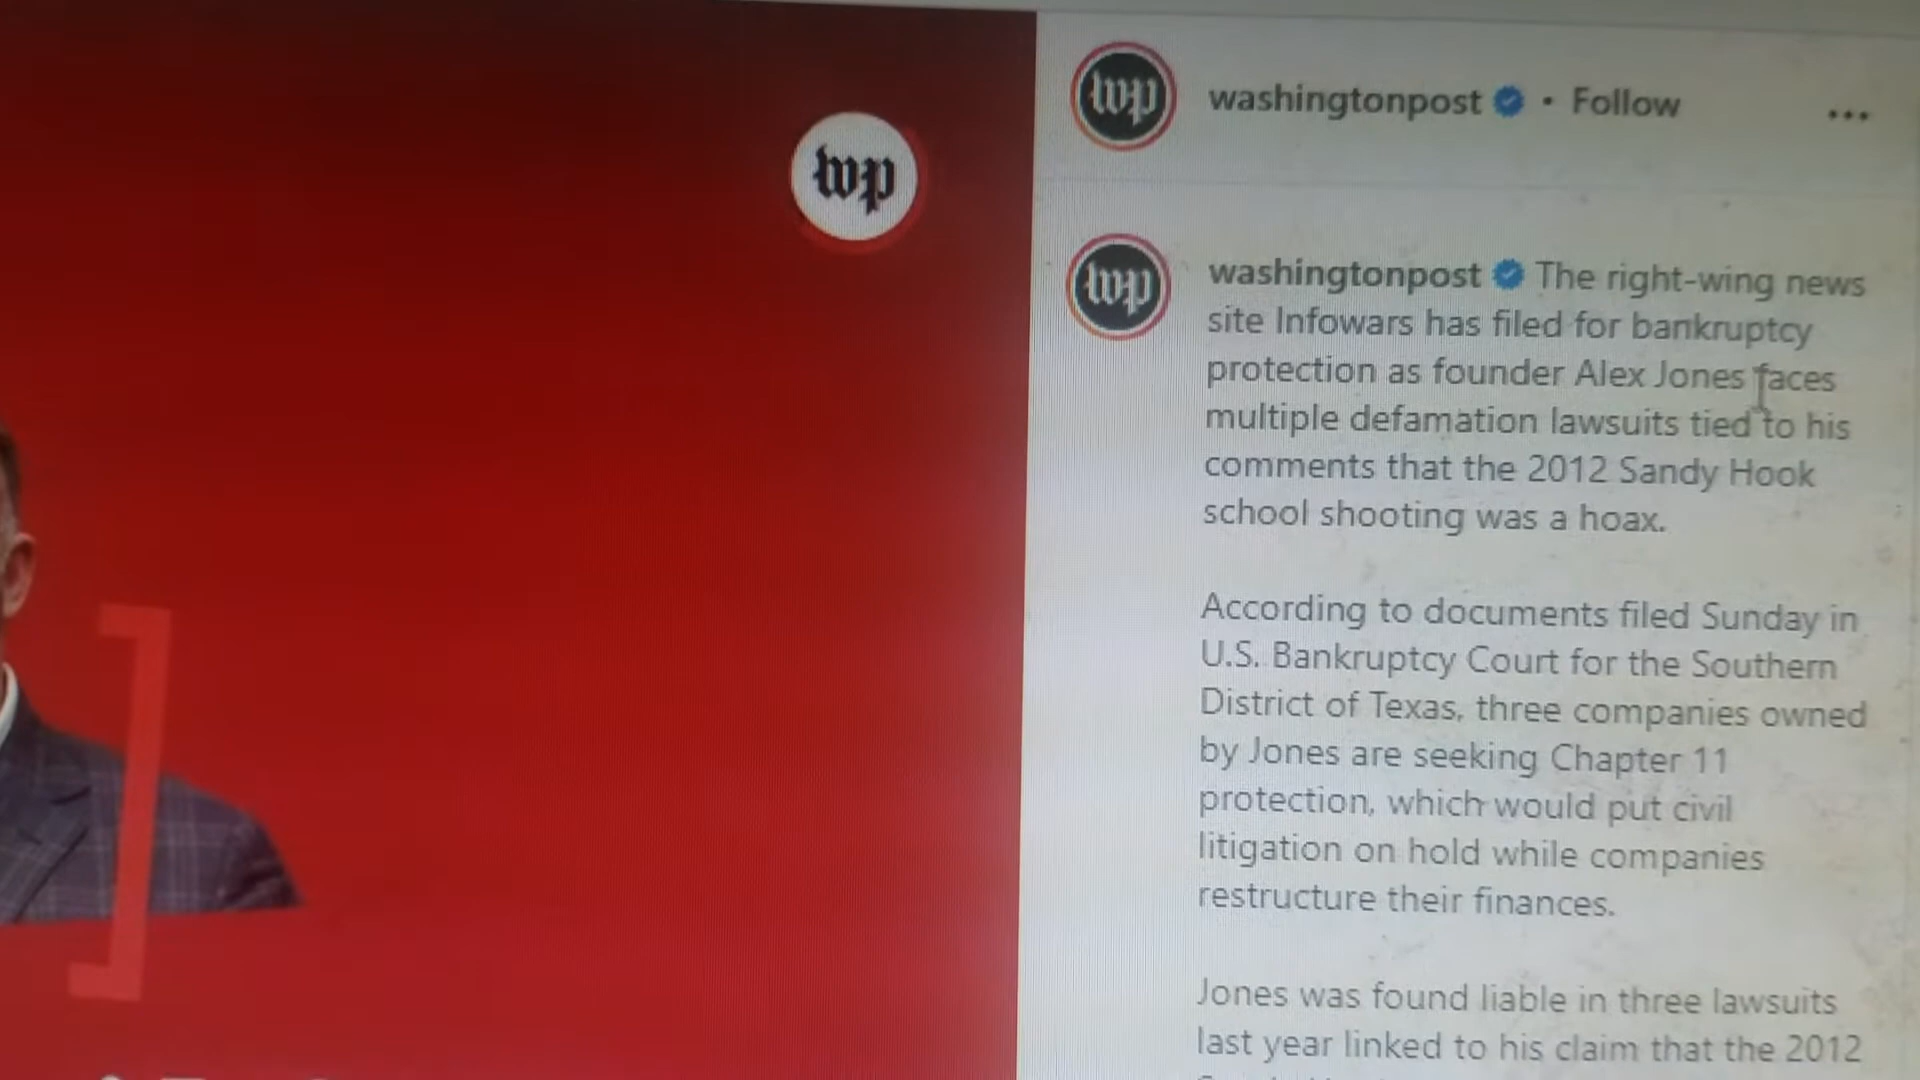 wp
wp
washingtonpost • Follow
wp
washingtonpost The right-wing news
site Infowars has filed for bankruptcy
protection as founder Alex Jones faces
multiple defamation lawsuits tied to his
comments that the 2012 Sandy Hook
school shooting was a hoax.
According to documents filed Sunday in
U.S. Bankruptcy Court for the Southern
District of Texas, three companies owned
by Jones are seeking Chapter 11
protection, which would put civil
litigation on hold while companies
restructure their finances.
Jones was found liable in three lawsuits
last year linked to his claim that the 2012